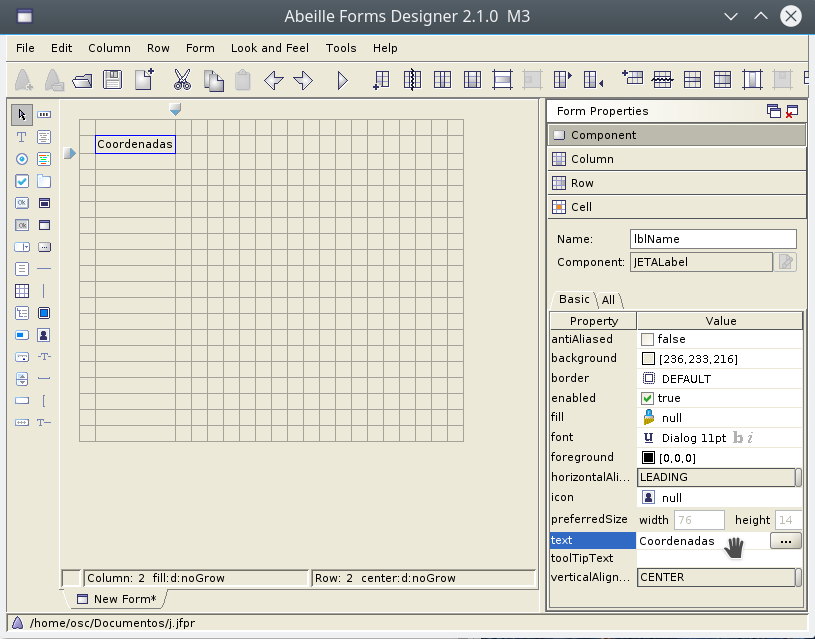 Abeille Forms Designer 2.1.0 M3
File Edit Column Row Form Look and Feel Tools Help
Coordenadas
Form Properties
Component
Column
Row
Cell
Name: lblName
Component: JETALabel
Basic All
Property Value
antiAliased false
background [236,233,216]
border DEFAULT
enabled true
fill null
font U Dialog 11pt b i
foreground [0,0,0]
horizontalAli... LEADING
icon null
preferredSize width 76 height 14
text Coordenadas ...
toolTipText
verticalAlign... CENTER
Column: 2 fill:d:noGrow Row: 2 center:d:noGrow
New Form*
/home/osc/Documentos/j.jfpr